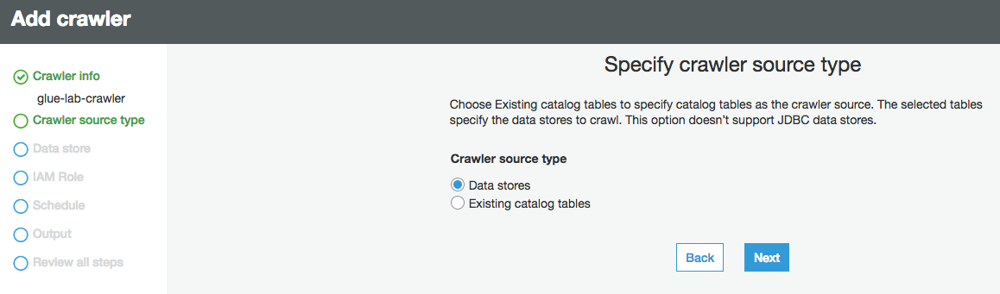 Add crawler
Crawler info
glue-lab-crawler
Crawler source type
Data store
IAM Role
Schedule
Output
Review all steps
Specify crawler source type
Choose Existing catalog tables to specify catalog tables as the crawler source. The selected tables
specify the data stores to crawl. This option doesn't support JDBC data stores.
Crawler source type
Data stores
Existing catalog tables
Back
Next